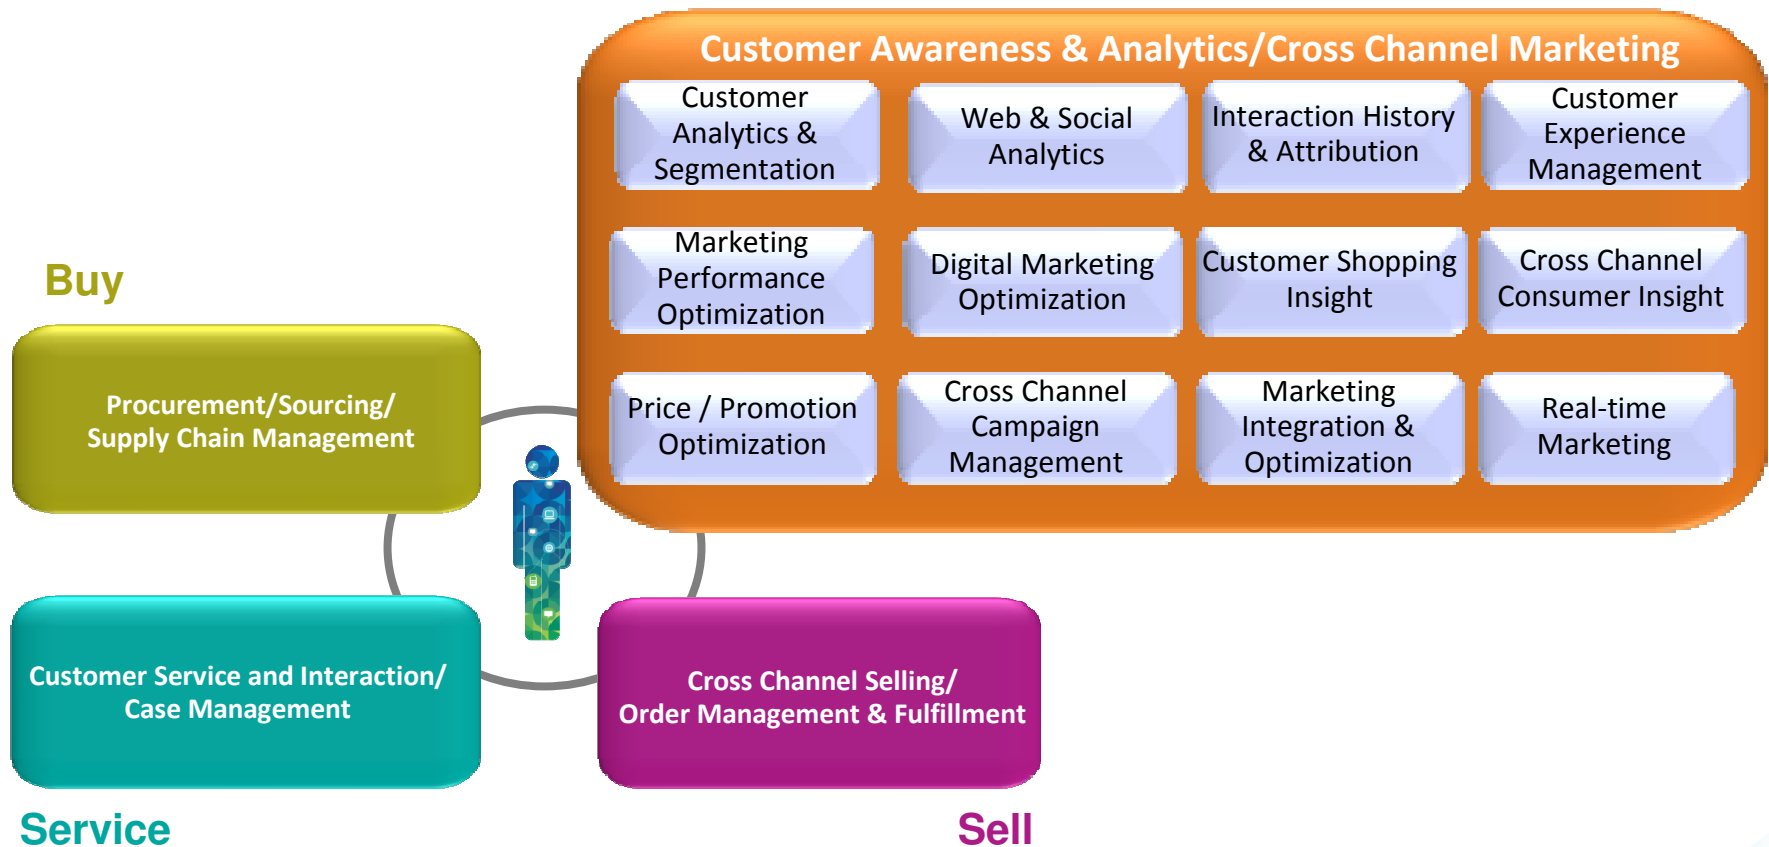 Customer Awareness & Analytics/Cross Channel Marketing
Customer
Analytics &
Segmentation
Web & Social
Analytics
Interaction History
& Attribution
Customer
Experience
Management
Marketing
Performance
Optimization
Digital Marketing
Optimization
Customer Shopping
Insight
Cross Channel
Consumer Insight
Price / Promotion
Optimization
Cross Channel
Campaign
Management
Marketing
Integration &
Optimization
Real-time
Marketing
Buy
Procurement/Sourcing/
Supply Chain Management
Customer Service and Interaction/
Case Management
Service
Cross Channel Selling/
Order Management & Fulfillment
Sell